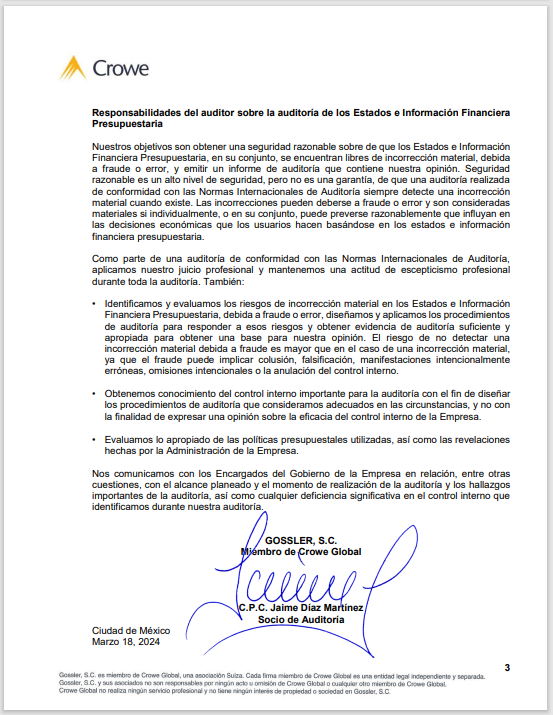 Crowe
Responsabilidades del auditor sobre la auditoría de los Estados e Información Financiera
Presupuestaria
Nuestros objetivos son obtener una seguridad razonable sobre de que los Estados e Información
Financiera Presupuestaria, en su conjunto, se encuentran libres de incorrección material, debida
a fraude o error, y emitir un informe de auditoría que contiene nuestra opinión. Seguridad
razonable es un alto nivel de seguridad, pero no es una garantía, de que una auditoría realizada
de conformidad con las Normas Internacionales de Auditoría siempre detecte una incorrección
material cuando existe. Las incorrecciones pueden deberse a fraude o error y son consideradas
materiales si individualmente, o en su conjunto, puede preverse razonablemente que influyan en
las decisiones económicas que los usuarios hacen basándose en los estados e información
financiera presupuestaria.
Como parte de una auditoría de conformidad con las Normas Internacionales de Auditoría,
aplicamos nuestro juicio profesional y mantenemos una actitud de escepticismo profesional
durante toda la auditoría. También:
• Identificamos y evaluamos los riesgos de incorrección material en los Estados e Información
Financiera Presupuestaria, debida a fraude o error, diseñamos y aplicamos los procedimientos
de auditoría para responder a esos riesgos y obtener evidencia de auditoría suficiente y
apropiada para obtener una base para nuestra opinión. El riesgo de no detectar una
incorrección material debida a fraude es mayor que en el caso de una incorrección material,
ya que el fraude puede implicar colusión, falsificación, manifestaciones intencionalmente
erróneas, omisiones intencionales o la anulación del control interno.
• Obtenemos conocimiento del control interno importante para la auditoría con el fin de diseñar
los procedimientos de auditoría que consideramos adecuados en las circunstancias, y no con
la finalidad de expresar una opinión sobre la eficacia del control interno de la Empresa.
• Evaluamos lo apropiado de las políticas presupuestales utilizadas, así como las revelaciones
hechas por la Administración de la Empresa.
Nos comunicamos con los Encargados del Gobierno de la Empresa en relación, entre otras
cuestiones, con el alcance planeado y el momento de realización de la auditoría y los hallazgos
importantes de la auditoría, así como cualquier deficiencia significativa en el control interno que
identificamos durante nuestra auditoría.
GOSSLER, S.C.
Miembro de Crowe Global
C.P.C. Jaime Díaz Martínez
Socio de Auditoría
Ciudad de México
Marzo 18, 2024
3
Gossler, S.C. es miembro de Crowe Global, una asociación Suiza. Cada firma miembro de Crowe Global es una entidad legal independiente y separada.
Gossler, S.C. y sus asociados no son responsables por ningún acto u omisión de Crowe Global o cualquier otro miembro de Crowe Global.
Crowe Global no realiza ningún servicio profesional y no tiene ningún interés de propiedad o sociedad en Gossler, S.C.